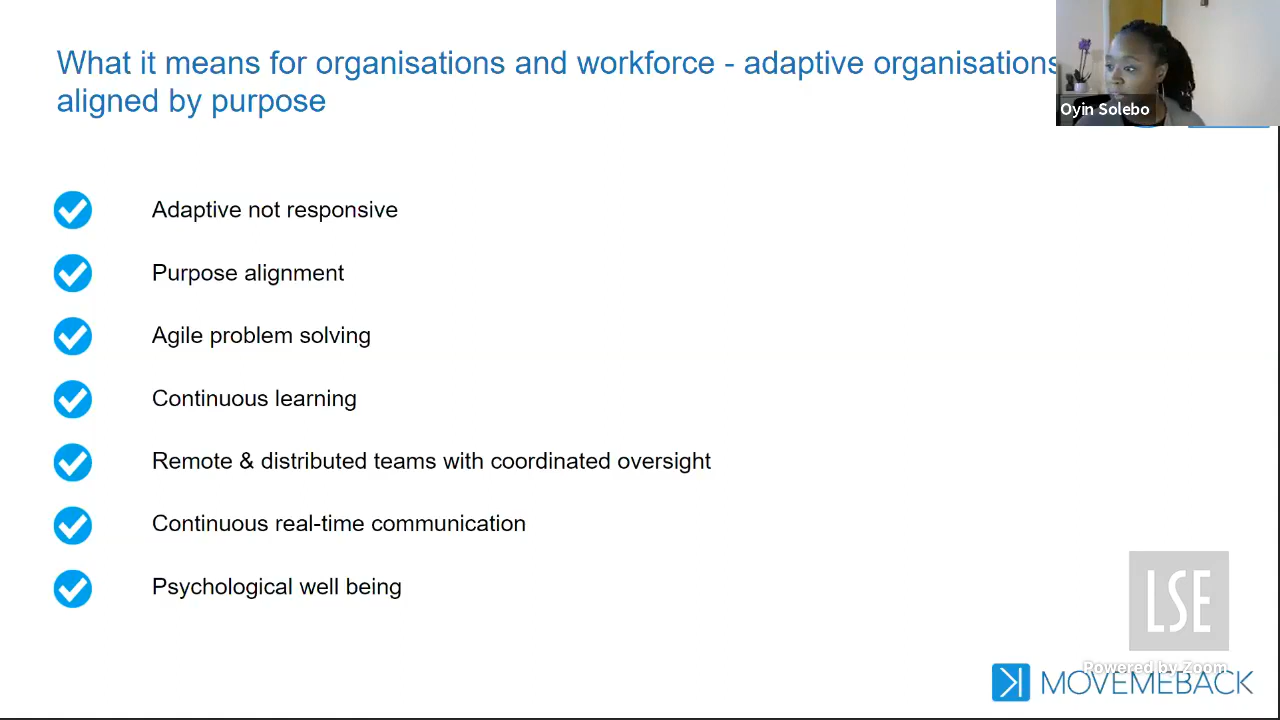 What it means for organisations and workforce - adaptive organisations
aligned by purpose
Oyin Solebo
Adaptive not responsive
Purpose alignment
Agile problem solving
Continuous learning
Remote & distributed teams with coordinated oversight
Continuous real-time communication
Psychological well being
LSE
Powered by Zoom
MOVEMEBACK